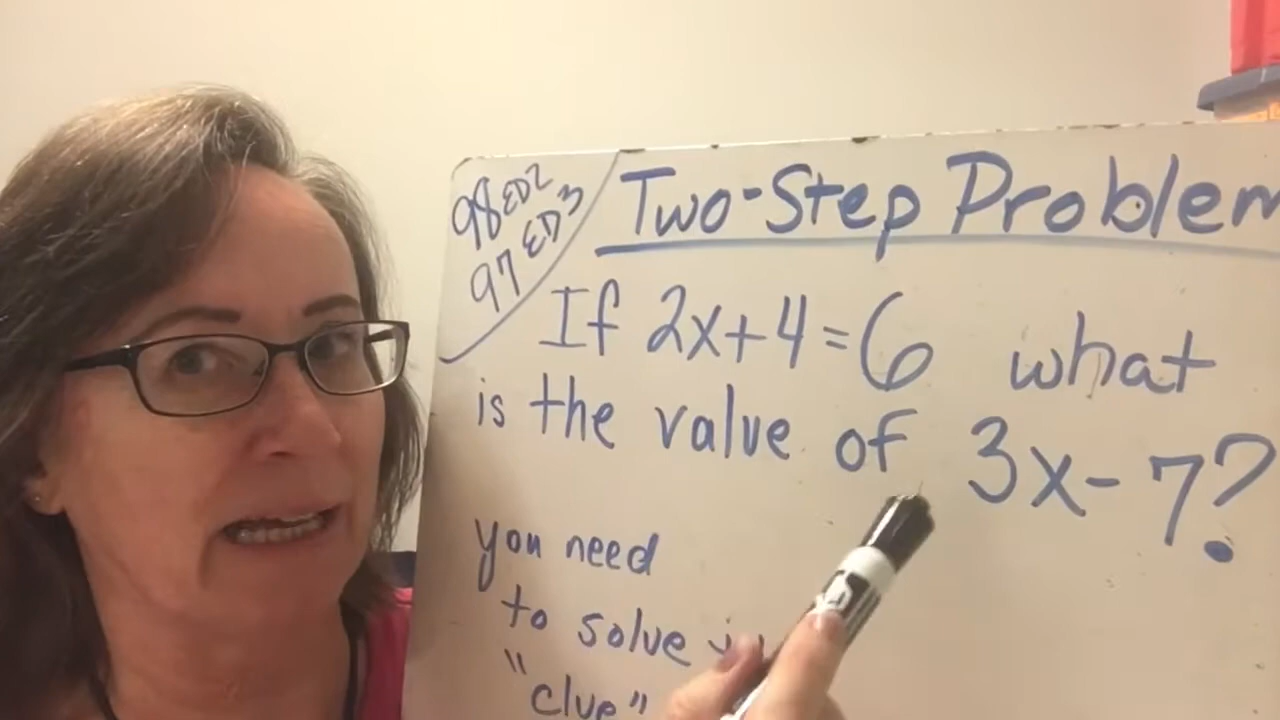 98 ED2
97 ED3
Two-Step Problem
If 2x+4=6 what
is the value of 3x-7?
you need
to solve
"clue"